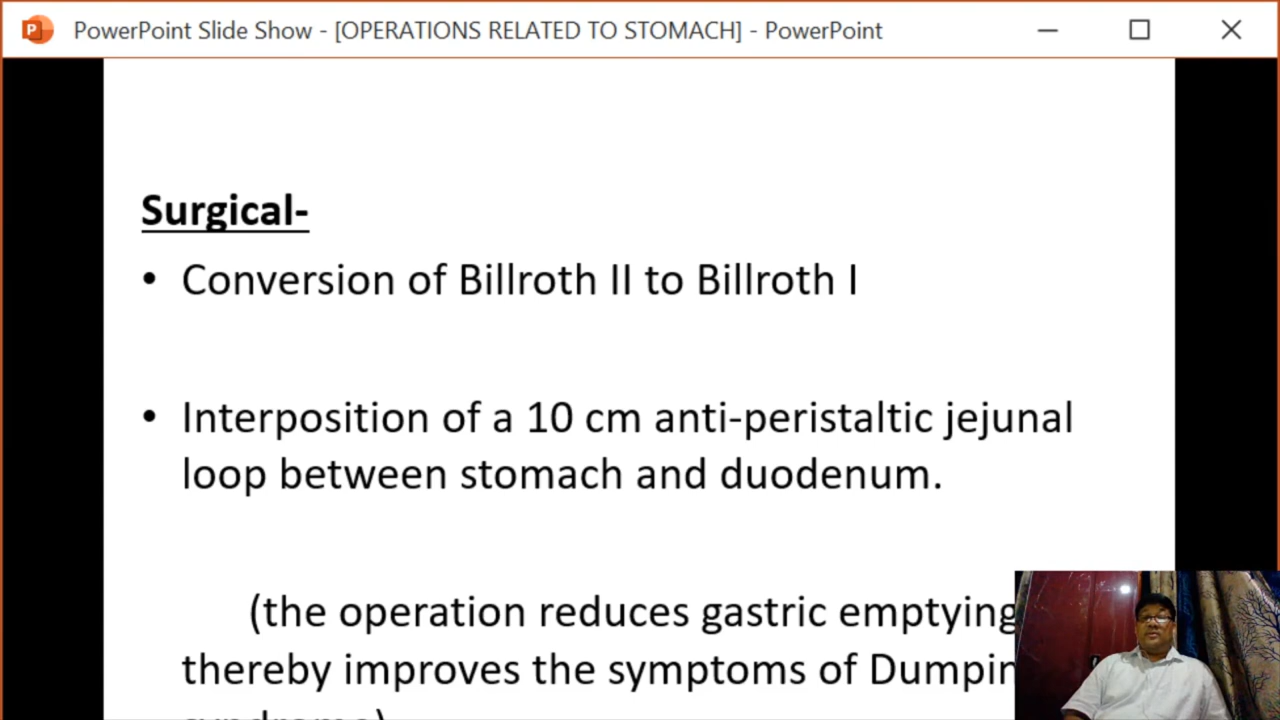 PowerPoint Slide Show - [OPERATIONS RELATED TO STOMACH] - PowerPoint
Surgical-
• Conversion of Billroth II to Billroth I
• Interposition of a 10 cm anti-peristaltic jejunal
loop between stomach and duodenum.
(the operation reduces gastric emptying
thereby improves the symptoms of Dumpin
syndrome)